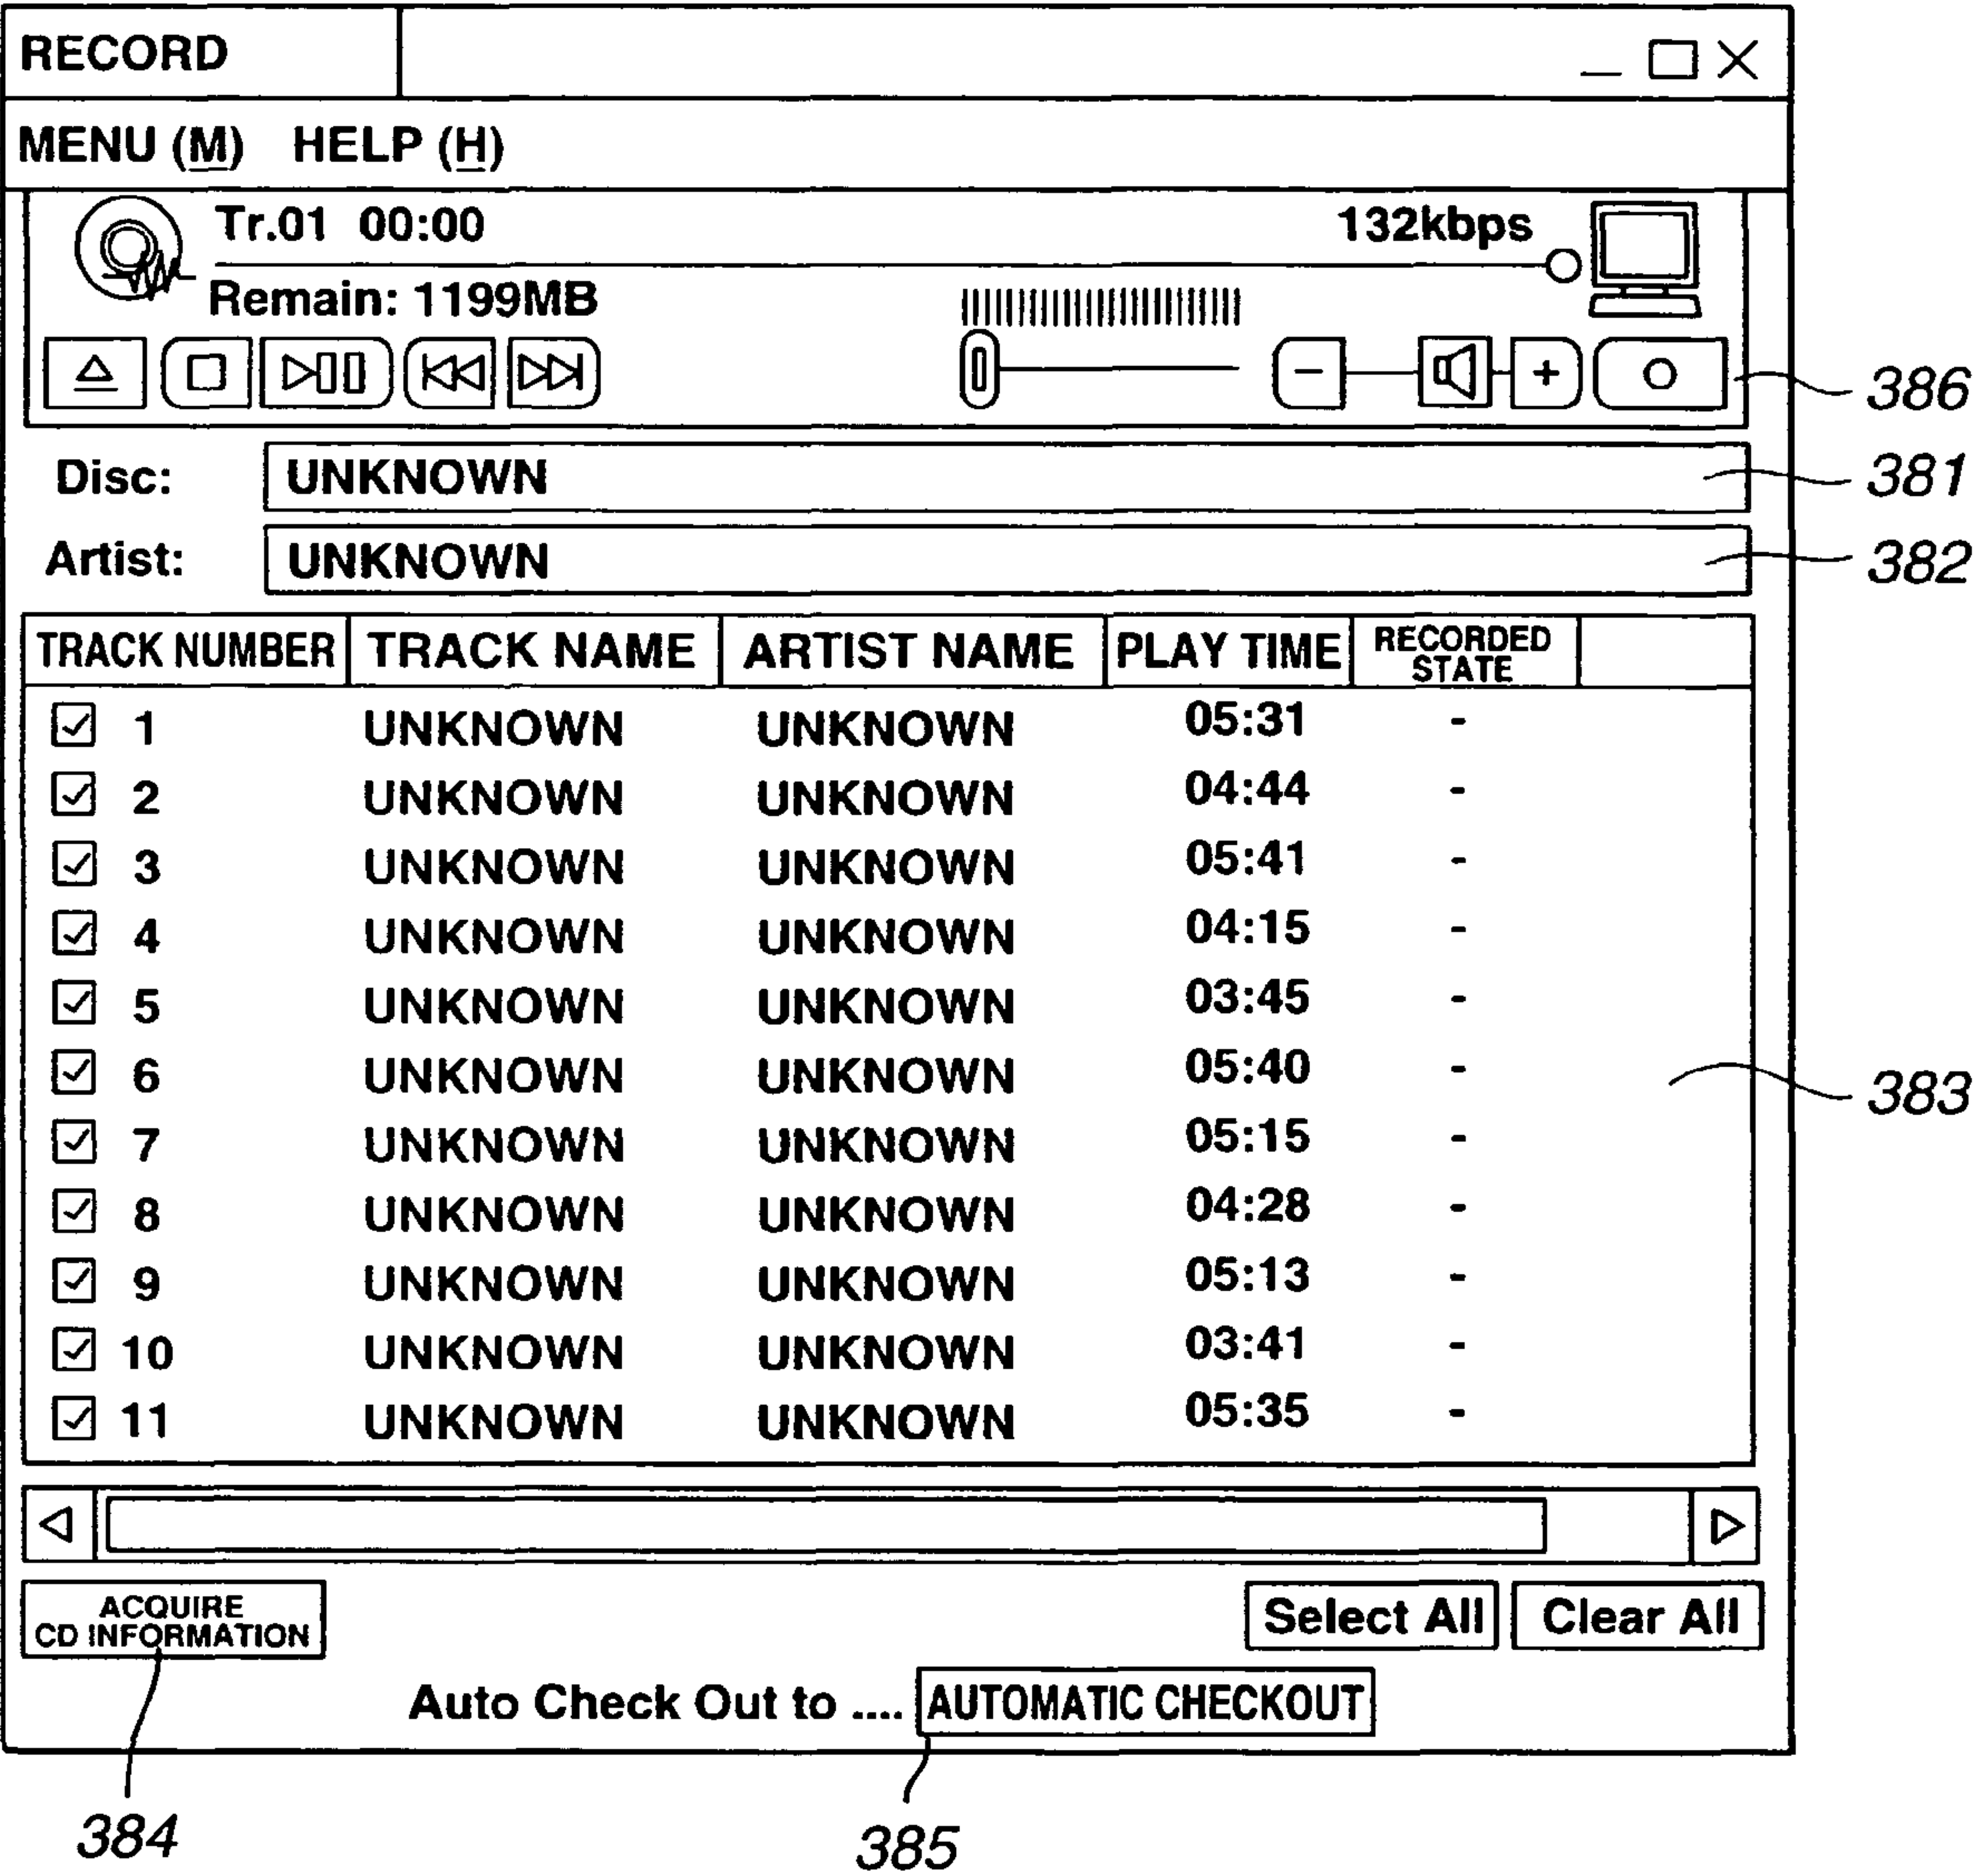 RECORD
MENU (M) HELP (H)
Tr.01 00:00 132kbps
Remain: 1199MB
386
Disc: UNKNOWN 381
Artist: UNKNOWN 382
TRACK NUMBER TRACK NAME ARTIST NAME PLAY TIME RECORDED STATE
1 UNKNOWN UNKNOWN 05:31 -
2 UNKNOWN UNKNOWN 04:44 -
3 UNKNOWN UNKNOWN 05:41 -
4 UNKNOWN UNKNOWN 04:15 -
5 UNKNOWN UNKNOWN 03:45 -
6 UNKNOWN UNKNOWN 05:40 -
383
7 UNKNOWN UNKNOWN 05:15 -
8 UNKNOWN UNKNOWN 04:28 -
9 UNKNOWN UNKNOWN 05:13 -
10 UNKNOWN UNKNOWN 03:41 -
11 UNKNOWN UNKNOWN 05:35 -
ACQUIRE
CD INFORMATION
Select All Clear All
Auto Check Out to .... AUTOMATIC CHECKOUT
384 385